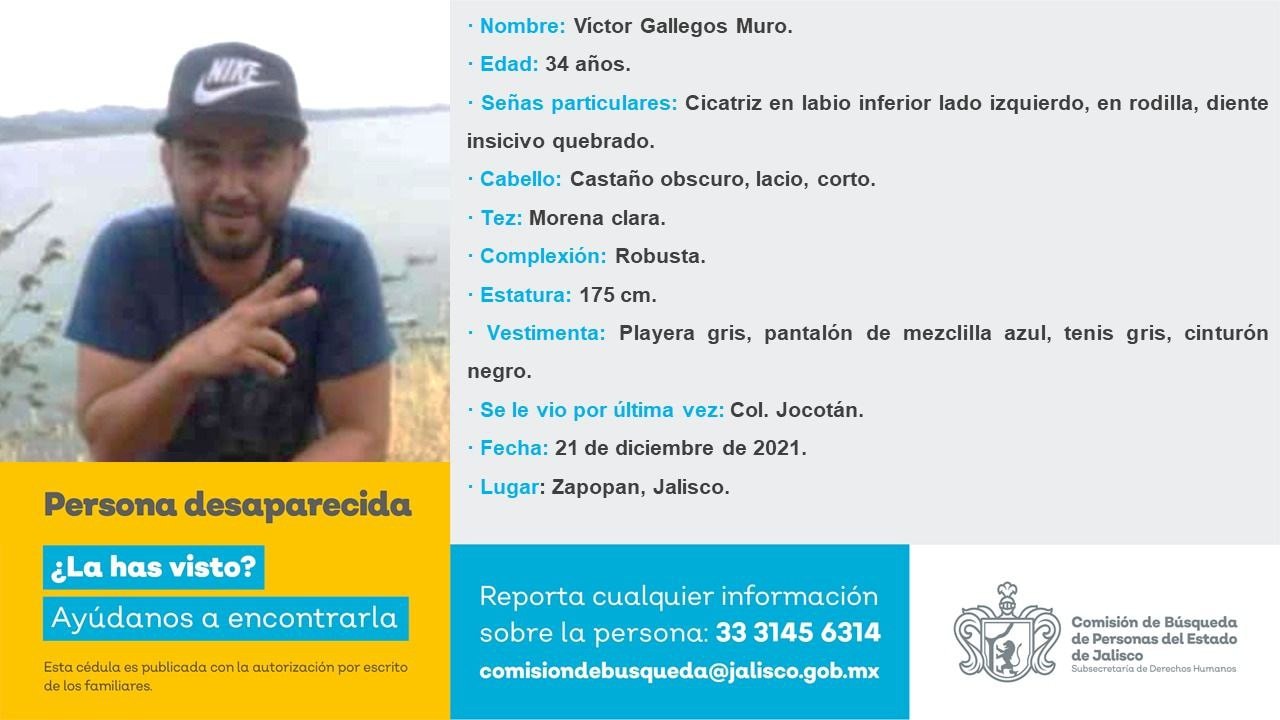 NIKE
· Nombre: Víctor Gallegos Muro.
· Edad: 34 años.
· Señas particulares: Cicatriz en labio inferior lado izquierdo, en rodilla, diente
insicivo quebrado.
· Cabello: Castaño obscuro, lacio, corto.
· Tez: Morena clara.
· Complexión: Robusta.
· Estatura: 175 cm.
· Vestimenta: Playera gris, pantalón de mezclilla azul, tenis gris, cinturón
negro.
· Se le vio por última vez: Col. Jocotán.
· Fecha: 21 de diciembre de 2021.
· Lugar: Zapopan, Jalisco.
Persona desaparecida
¿La has visto?
Ayúdanos a encontrarla
Esta cédula es publicada con la autorización por escrito
de los familiares.
Reporta cualquier información
sobre la persona: 33 3145 6314
comisiondebusqueda@jalisco.gob.mx
Comisión de Búsqueda
de Personas del Estado
de Jalisco
Subsecretaría de Derechos Humanos